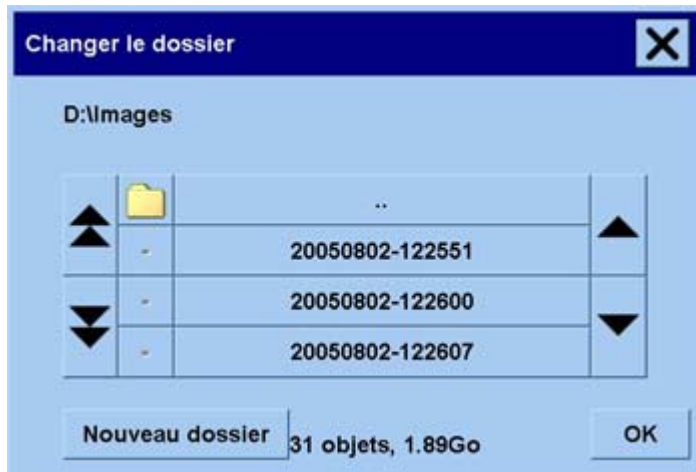 Changer le dossier
D:\Images
..
- 20050802-122551
- 20050802-122600
- 20050802-122607
Nouveau dossier
31 objets, 1.89Go
OK